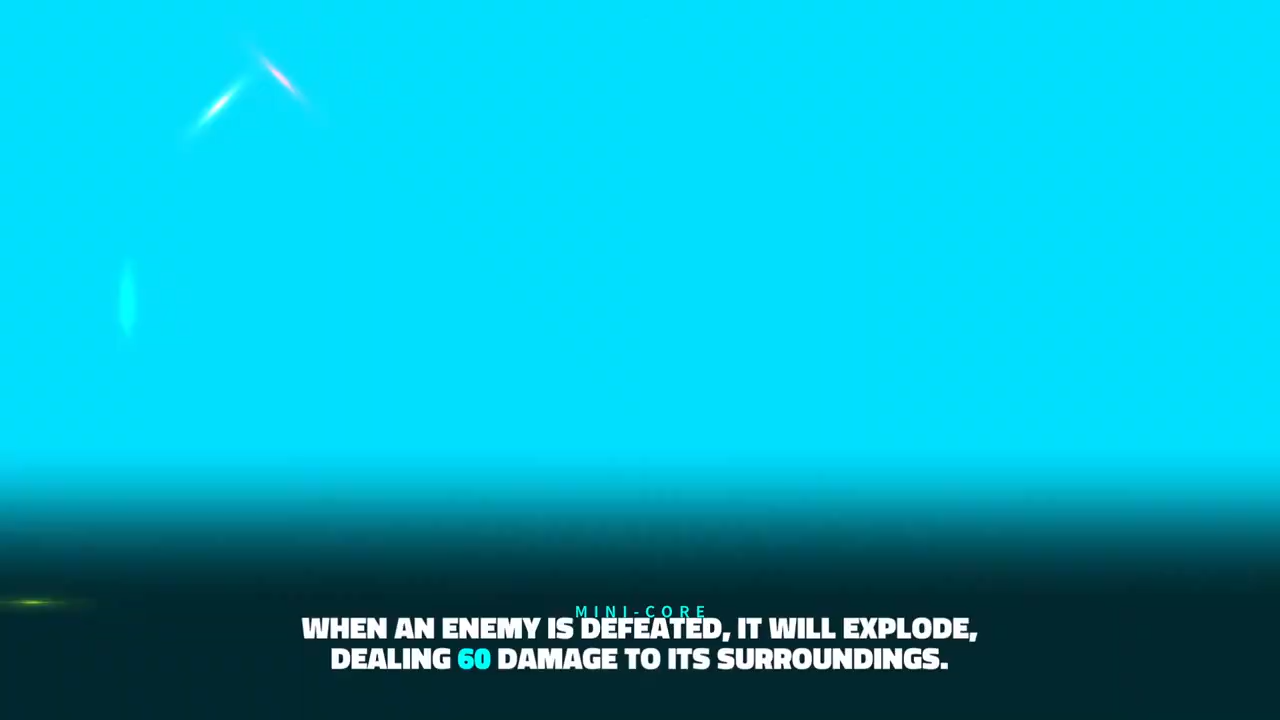 MINI-CORE
WHEN AN ENEMY IS DEFEATED, IT WILL EXPLODE,
DEALING 60 DAMAGE TO ITS SURROUNDINGS.